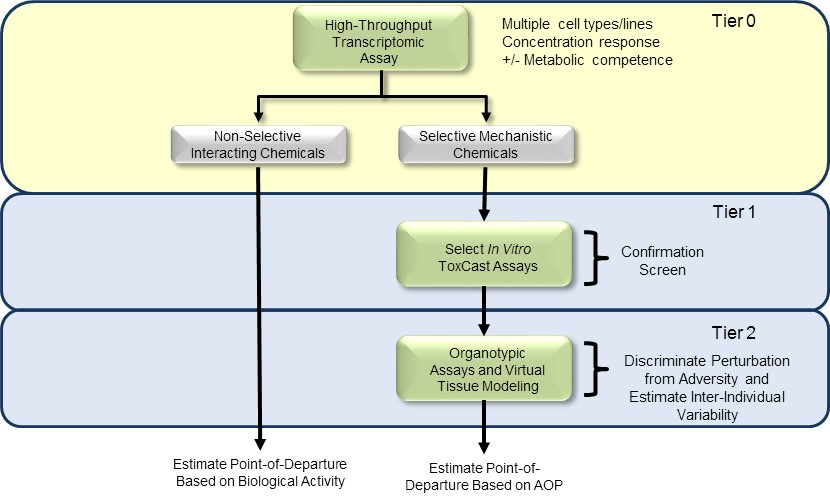 High-Throughput
Transcriptomic
Assay
Multiple cell types/lines
Concentration response
+/- Metabolic competence
Tier 0
Non-Selective
Interacting Chemicals
Selective Mechanistic
Chemicals
Tier 1
Select In Vitro
ToxCast Assays
Confirmation
Screen
Tier 2
Organotypic
Assays and Virtual
Tissue Modeling
Discriminate Perturbation
from Adversity and
Estimate Inter-Individual
Variability
Estimate Point-of-Departure
Based on Biological Activity
Estimate Point-of-
Departure Based on AOP